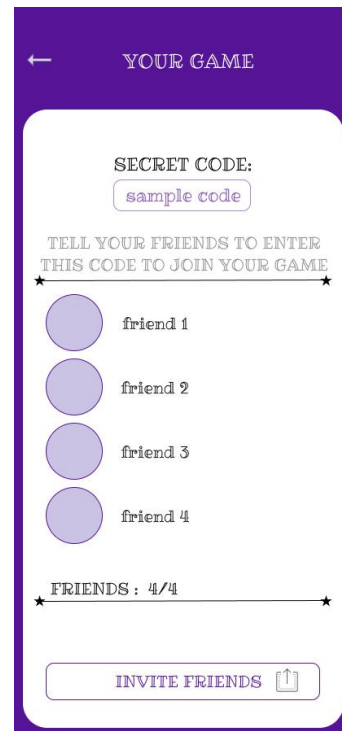 YOUR GAME
SECRET CODE:
sample code
TELL YOUR FRIENDS TO ENTER
THIS CODE TO JOIN YOUR GAME
friend 1
friend 2
friend 3
friend 4
FRIENDS : 4/4
INVITE FRIENDS